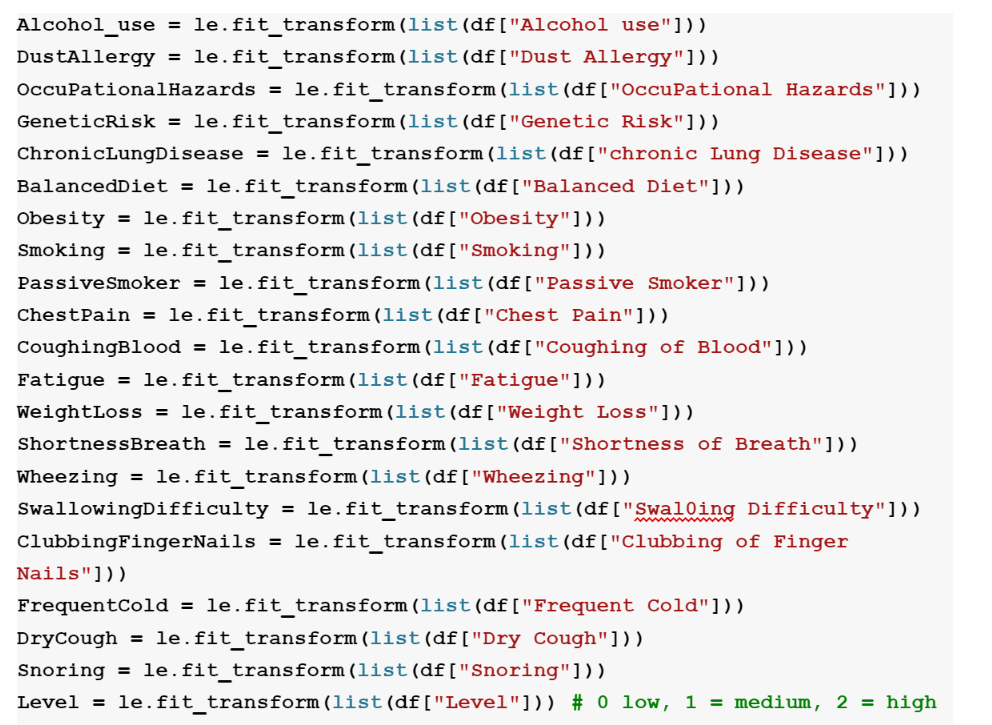 Alcohol_use = le.fit_transform(list(df["Alcohol use"]))
DustAllergy = le.fit_transform(list(df["Dust Allergy"]))
OccuPationalHazards = le.fit_transform(list(df["OccuPational Hazards"]))
GeneticRisk = le.fit_transform(list(df["Genetic Risk"]))
ChronicLungDisease = le.fit_transform(list(df["chronic Lung Disease"]))
BalancedDiet = le.fit_transform(list(df["Balanced Diet"]))
Obesity = le.fit_transform(list(df["Obesity"]))
Smoking = le.fit_transform(list(df["Smoking"]))
PassiveSmoker = le.fit_transform(list(df["Passive Smoker"]))
ChestPain = le.fit_transform(list(df["Chest Pain"]))
CoughingBlood = le.fit_transform(list(df["Coughing of Blood"]))
Fatigue = le.fit_transform(list(df["Fatigue"]))
WeightLoss = le.fit_transform(list(df["Weight Loss"]))
ShortnessBreath = le.fit_transform(list(df["Shortness of Breath"]))
Wheezing = le.fit_transform(list(df["Wheezing"]))
SwallowingDifficulty = le.fit_transform(list(df["Swal0ing Difficulty"]))
ClubbingFingerNails = le.fit_transform(list(df["Clubbing of Finger
Nails"]))
FrequentCold = le.fit_transform(list(df["Frequent Cold"]))
DryCough = le.fit_transform(list(df["Dry Cough"]))
Snoring = le.fit_transform(list(df["Snoring"]))
Level = le.fit_transform(list(df["Level"])) # 0 low, 1 = medium, 2 = high